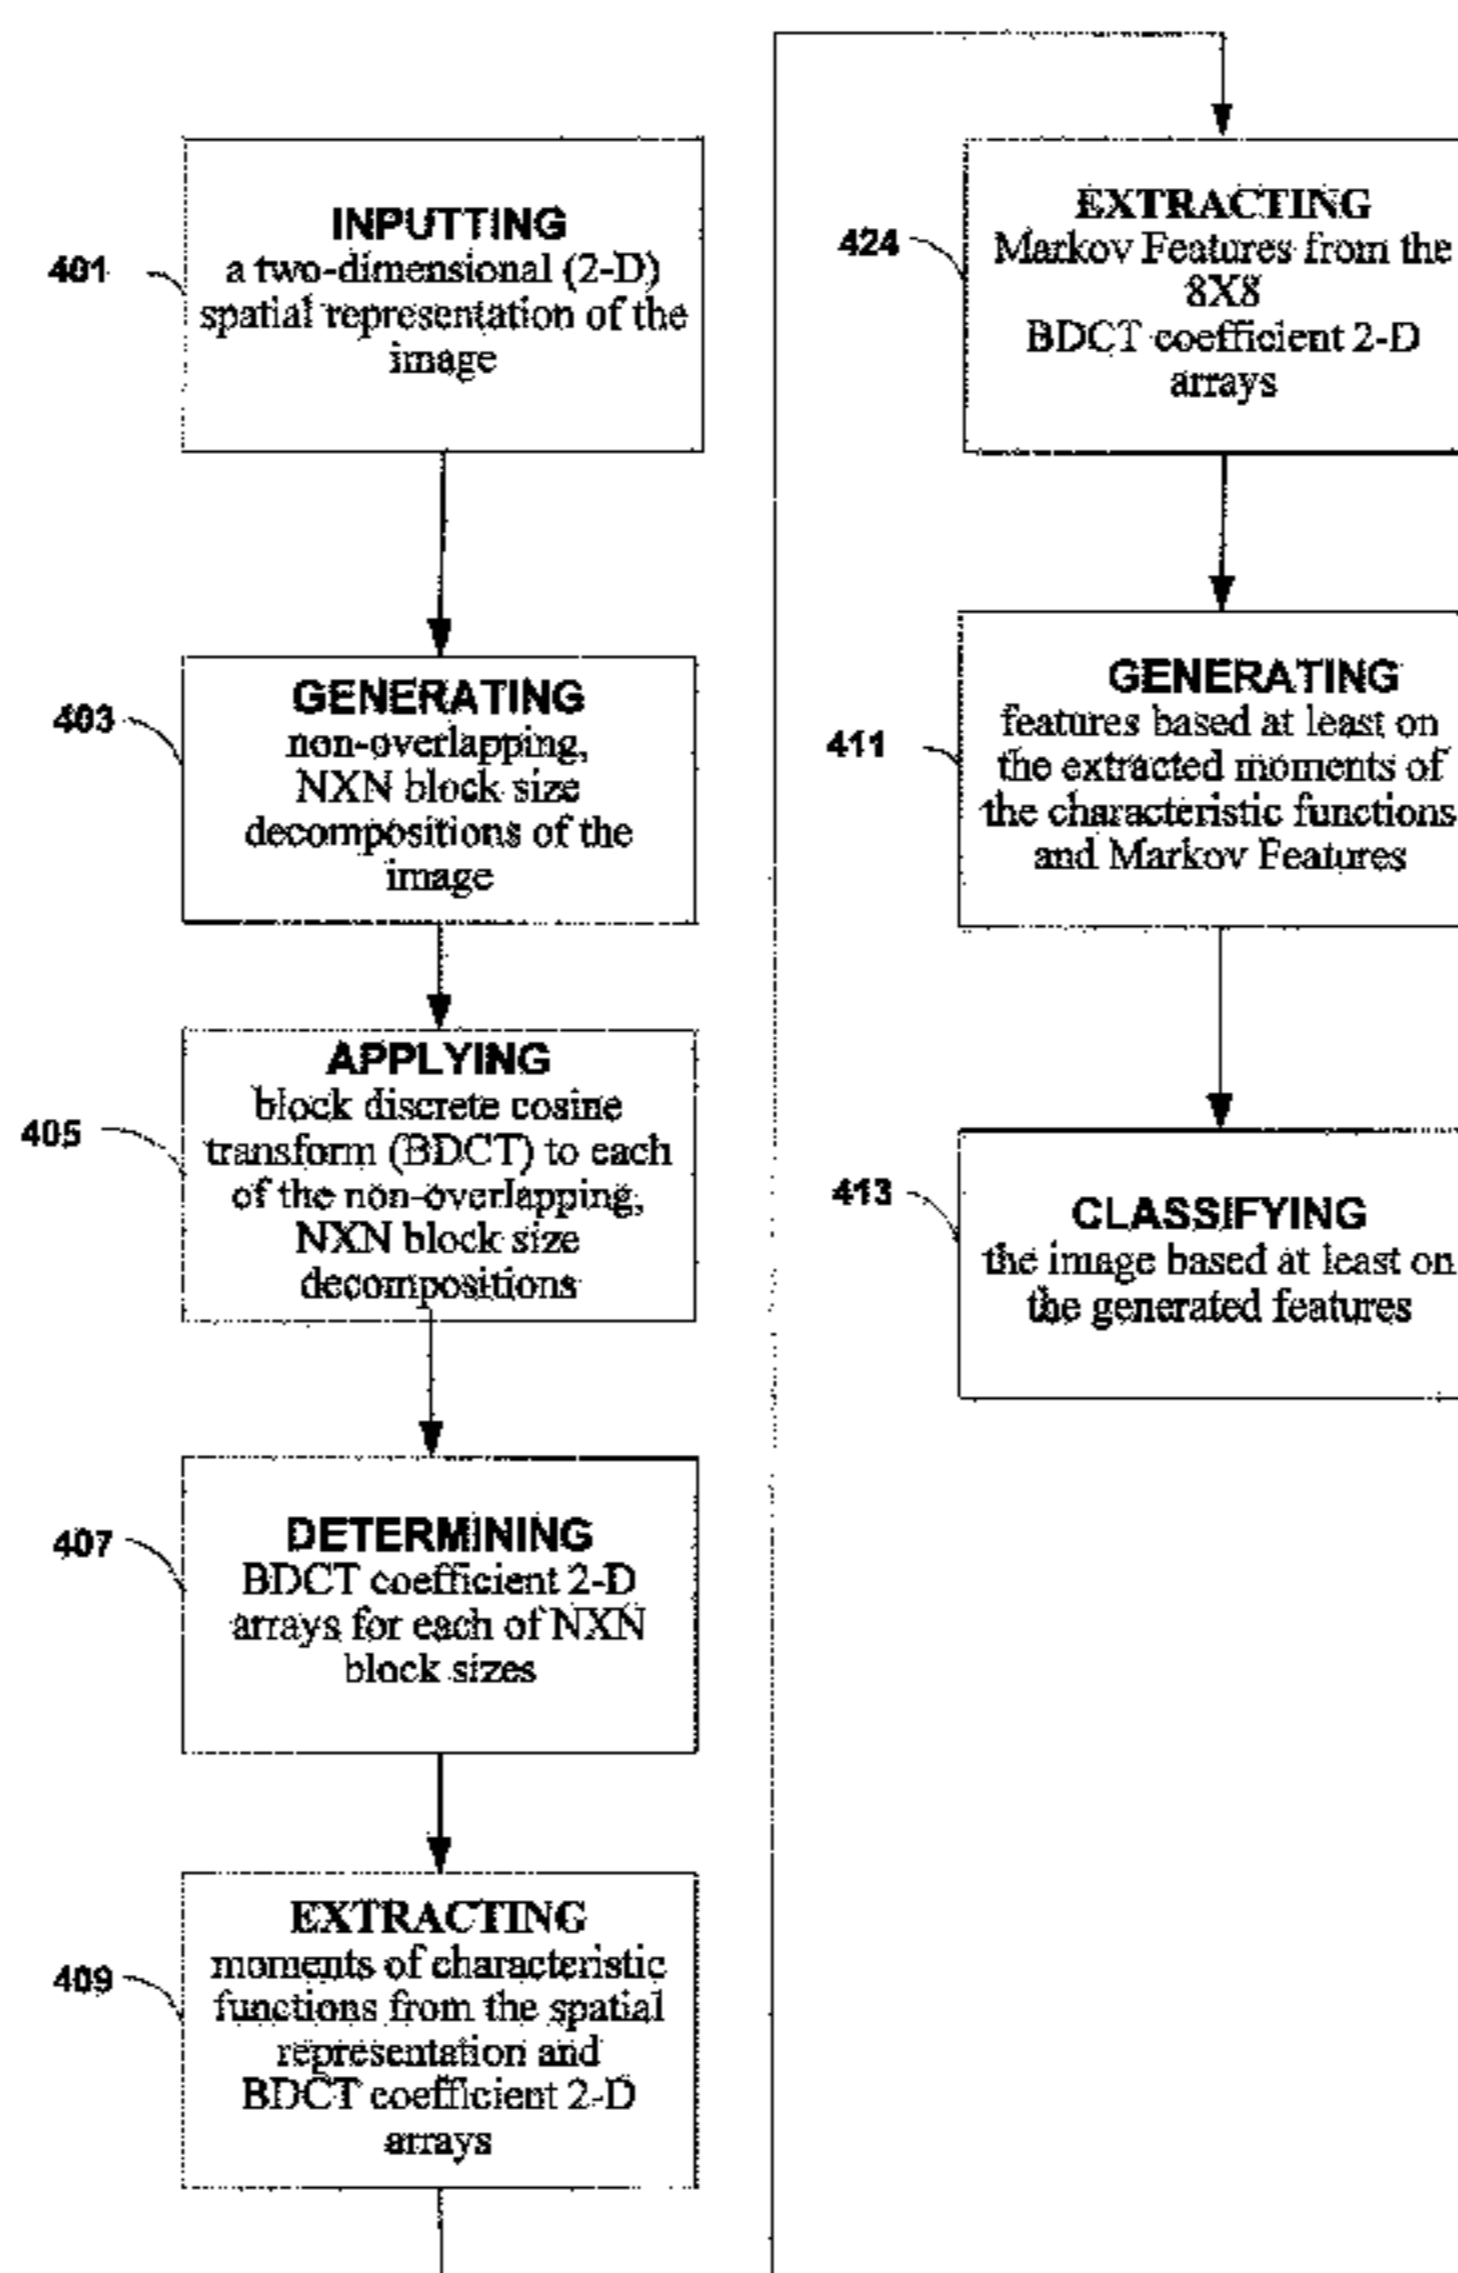 401
INPUTTING
a two-dimensional (2-D)
spatial representation of the
image
403
GENERATING
non-overlapping,
NXN block size
decompositions of the
image
405
APPLYING
block discrete cosine
transform (BDCT) to each
of the non-overlapping,
NXN block size
decompositions
407
DETERMINING
BDCT coefficient 2-D
arrays for each of NXN
block sizes
409
EXTRACTING
moments of characteristic
functions from the spatial
representation and
BDCT coefficient 2-D
arrays
424
EXTRACTING
Markov Features from the
8X8
BDCT coefficient 2-D
arrays
411
GENERATING
features based at least on
the extracted moments of
the characteristic functions
and Markov Features
413
CLASSIFYING
the image based at least on
the generated features